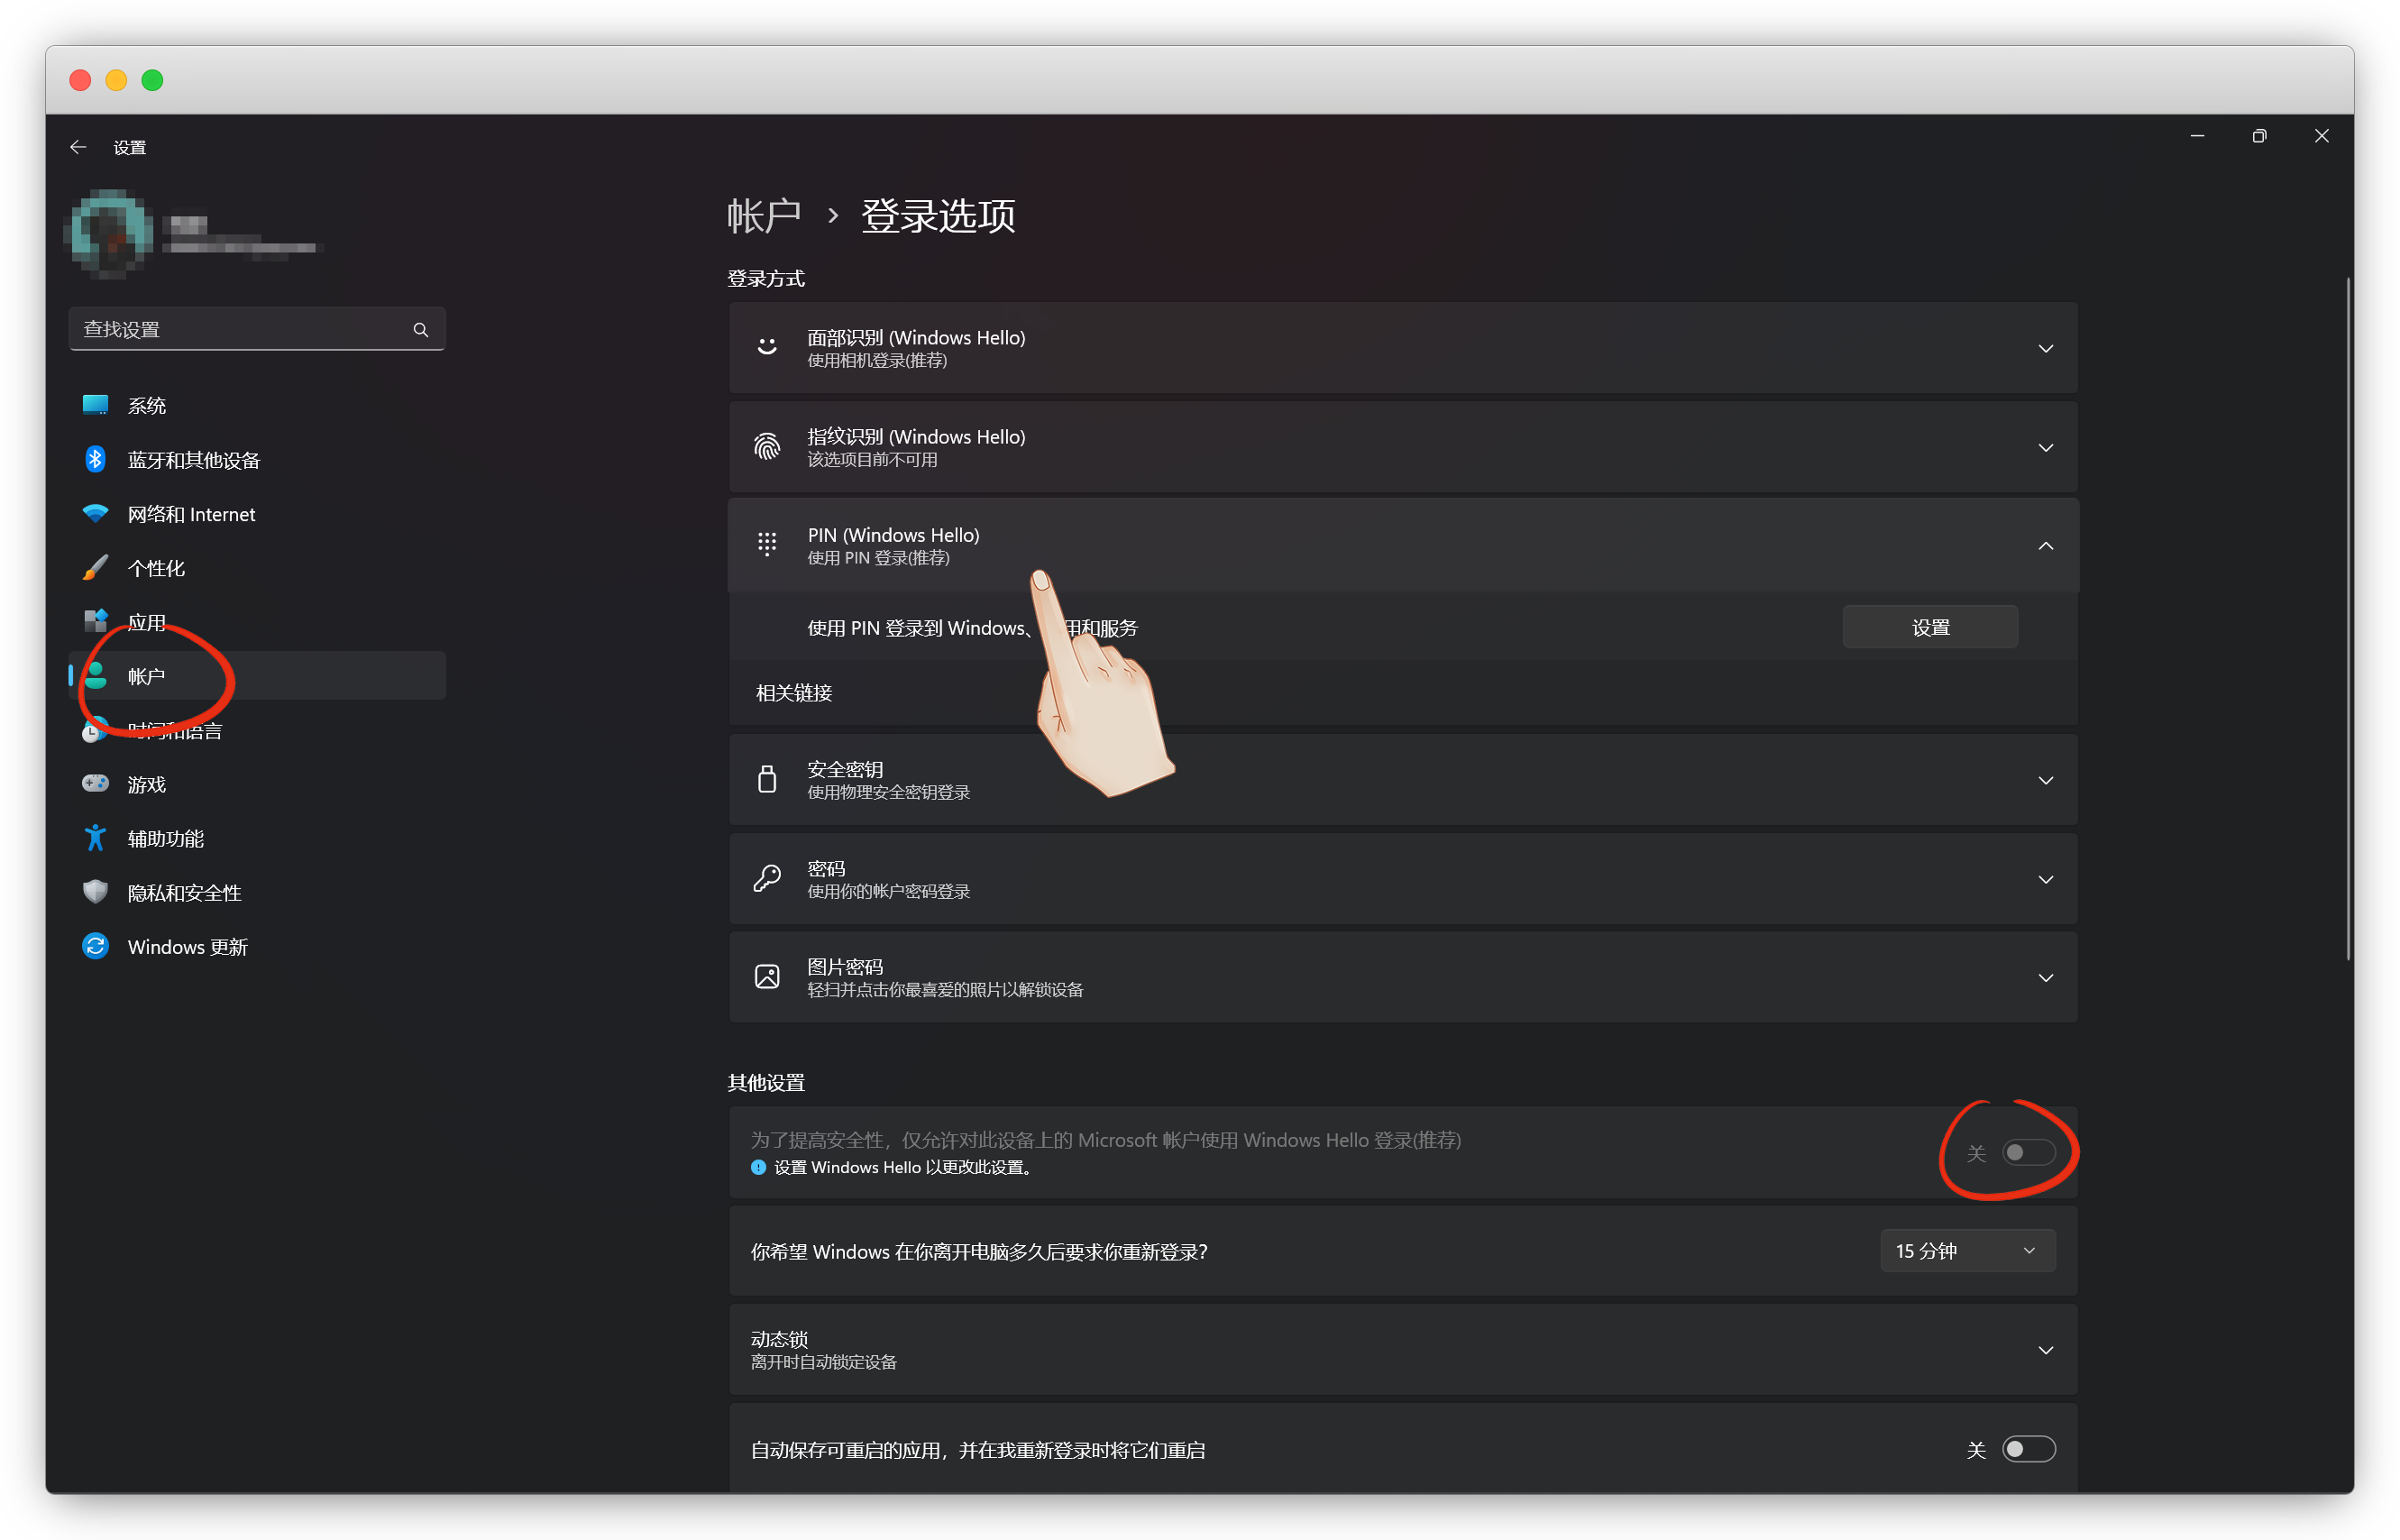 设置
查找设置
系统
蓝牙和其他设备
网络和 Internet
个性化
应用
帐户
时间和语言
游戏
辅助功能
隐私和安全性
Windows 更新
帐户 › 登录选项
登录方式
面部识别 (Windows Hello)
使用相机登录(推荐)
指纹识别 (Windows Hello)
该选项目前不可用
PIN (Windows Hello)
使用 PIN 登录(推荐)
使用 PIN 登录到 Windows、用和服务
设置
相关链接
安全密钥
使用物理安全密钥登录
密码
使用你的帐户密码登录
图片密码
轻扫并点击你最喜爱的照片以解锁设备
其他设置
为了提高安全性，仅允许对此设备上的 Microsoft 帐户使用 Windows Hello 登录(推荐)
关
设置 Windows Hello 以更改此设置。
你希望 Windows 在你离开电脑多久后要求你重新登录?
15 分钟
动态锁
离开时自动锁定设备
自动保存可重启的应用，并在我重新登录时将它们重启
关